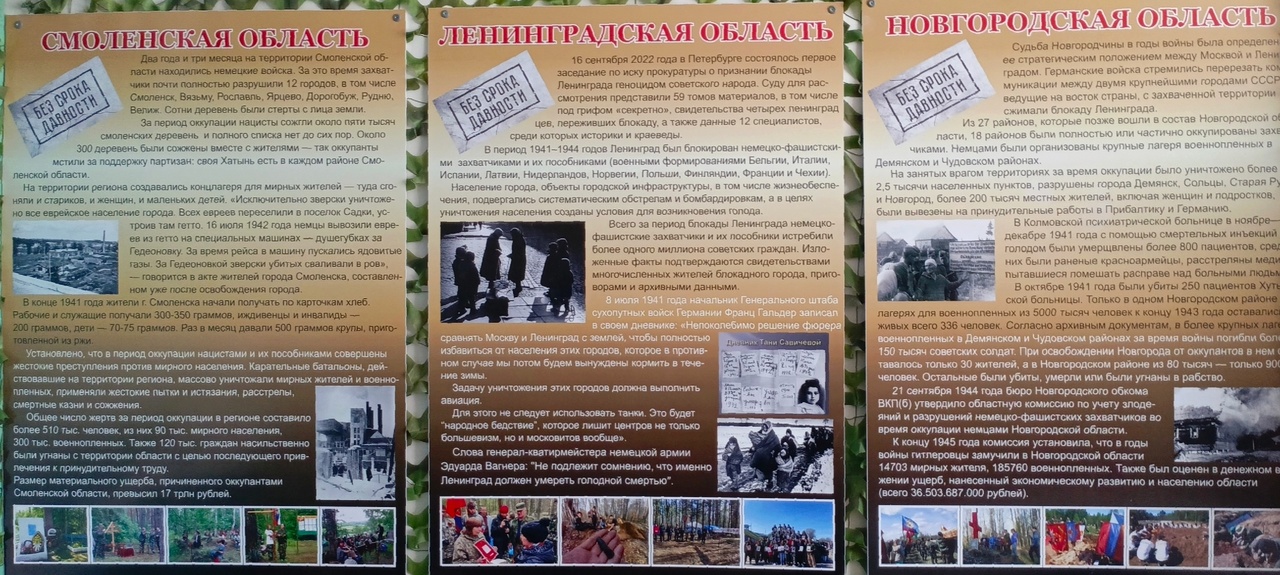 СМОЛЕНСКАЯ ОБЛАСТЬ
БЕЗ СРОКА
ДАВНОСТИ
Два года и три месяца на территории Смоленской об-
ласти находились немецкие войска. За это время захват-
чики почти полностью разрушили 12 городов, в том числе
Смоленск, Вязьму, Рославль, Ярцево, Дорогобуж, Рудню,
Велиж. Сотни деревень были стерты с лица земли.
За период оккупации нацисты сожгли около пяти тысяч
смоленских деревень и полного списка нет до сих пор. Около
300 деревень были сожжены вместе с жителями — так оккупанты
мстили за поддержку партизан: своя Хатынь есть в каждом районе Смо-
ленской области.
На территории региона создавались концлагеря для мирных жителей — туда сго-
няли и стариков, и женщин, и маленьких детей. «Исключительно зверски уничтоже-
но все еврейское население города. Всех евреев переселили в поселок Садки, ус-
троив там гетто. 16 июля 1942 года немцы вывозили евре-
ев из гетто на специальных машинах — душегубках за
Гедеоновку. За время рейса в машину пускались ядовитые
газы. За Гедеоновкой зверски убитых сваливали в ров»,
— говорится в акте жителей города Смоленска, составлен-
ном уже после освобождения города.
В конце 1941 года жители г. Смоленска начали получать по карточкам хлеб.
Рабочие и служащие получали 300-350 граммов, иждивенцы и инвалиды —
200 граммов, дети — 70-75 граммов. Раз в месяц давали 500 граммов крупы, приго-
товленной из ржи.
Установлено, что в период оккупации нацистами и их пособниками совершены
жестокие преступления против мирного населения. Карательные батальоны, дей-
ствовавшие на территории региона, массово уничтожали мирных жителей и военно-
пленных, применяли жестокие пытки и истязания, расстрелы,
смертные казни и сожжения.
Общее число жертв за период оккупации в регионе составило
более 510 тыс. человек, из них 90 тыс. мирного населения,
300 тыс. военнопленных. Также 120 тыс. граждан насильственно
были угнаны с территории области с целью последующего прив-
лечения к принудительному труду.
Размер материального ущерба, причиненного оккупантами
Смоленской области, превысил 17 трлн рублей.
ЛЕНИНГРАДСКАЯ ОБЛАСТЬ
БЕЗ СРОКА
ДАВНОСТИ
16 сентября 2022 года в Петербурге состоялось первое
заседание по иску прокуратуры о признании блокады
Ленинграда геноцидом советского народа. Суду для рас-
смотрения представили 59 томов материалов, в том числе
под грифом «секретно», свидетельства четырех ленинград
цев, переживших блокаду, а также данные 12 специалистов,
среди которых историки и краеведы.
В период 1941–1944 годов Ленинград был блокирован немецко-фашистски-
ми захватчиками и их пособниками (военными формированиями Бельгии, Италии,
Испании, Латвии, Нидерландов, Норвегии, Польши, Финляндии, Франции и Чехии).
Население города, объекты городской инфраструктуры, в том числе жизнеобеспе-
чения, подвергались систематическим обстрелам и бомбардировкам, а в целях
уничтожения населения созданы условия для возникновения голода.
Всего за период блокады Ленинграда немецко-
фашистские захватчики и их пособники истребили
более одного миллиона советских граждан. Изло-
женные факты подтверждаются свидетельствами
многочисленных жителей блокадного города, приго-
ворами и архивными данными.
8 июля 1941 года начальник Генерального штаба
сухопутных войск Германии Франц Гальдер записал
в своем дневнике: «Непоколебимо решение фюрера
сравнять Москву и Ленинград с землей, чтобы полностью
избавиться от населения этих городов, которое в против-
ном случае мы потом будем вынуждены кормить в тече-
ние зимы.
Задачу уничтожения этих городов должна выполнить
авиация.
Для этого не следует использовать танки. Это будет
"народное бедствие", которое лишит центров не только
большевизм, но и московитов вообще».
Слова генерал-квартирмейстера немецкой армии
Эдуарда Вагнера: "Не подлежит сомнению, что именно
Ленинград должен умереть голодной смертью".
Дневник Тани Савичевой
НОВГОРОДСКАЯ ОБЛАСТЬ
БЕЗ СРОКА
ДАВНОСТИ
Судьба Новгородчины в годы войны была определен
ее стратегическим положением между Москвой и Лени
градом. Германские войска стремились перерезать ко
муникации между двумя крупнейшими городами СССР
ведущие на восток страны, с захваченной территории
сжимали блокаду Ленинграда.
Из 27 районов, которые позже вошли в состав Новгородской об
ласти, 18 районов были полностью или частично оккупированы захв
чиками. Немцами были организованы крупные лагеря военнопленных в
Демянском и Чудовском районах.
На занятых врагом территориях за время оккупации было уничтожено более
2,5 тысячи населенных пунктов, разрушены города Демянск, Сольцы, Старая Ру
и Новгород, более 200 тысяч местных жителей, включая женщин и подростков,
были вывезены на принудительные работы в Прибалтику и Германию.
В Колмовской психиатрической больнице в ноябре—
декабре 1941 года с помощью смертельных инъекций
голодом были умерщвлены более 800 пациентов, сре
них были раненые красноармейцы, расстреляны меди
пытавшиеся помешать расправе над больными людьм
В октябре 1941 года были убиты 250 пациентов Хут
ской больницы. Только в одном Новгородском районе
лагерях для военнопленных из 5000 тысяч человек к концу 1943 года оставалис
живых всего 336 человек. Согласно архивным документам, в более крупных лаг
военнопленных в Демянском и Чудовском районах за время войны погибли бол
150 тысяч советских солдат. При освобождении Новгорода от оккупантов в нем
тавалось только 30 жителей, а в Новгородском районе из 80 тысяч — только 900
человек. Остальные были убиты, умерли или были угнаны в рабство.
21 сентября 1944 года бюро Новгородского обкома
ВКП(б) утвердило областную комиссию по учету злоде-
яний и разрушений немецко-фашистских захватчиков во
время оккупации немцами Новгородской области.
К концу 1945 года комиссия установила, что в годы
войны гитлеровцы замучили в Новгородской области
14703 мирных жителя, 185760 военнопленных. Также был оценен в денежном в
жении ущерб, нанесенный экономическому развитию и населению области
(всего 36.503.687.000 рублей).